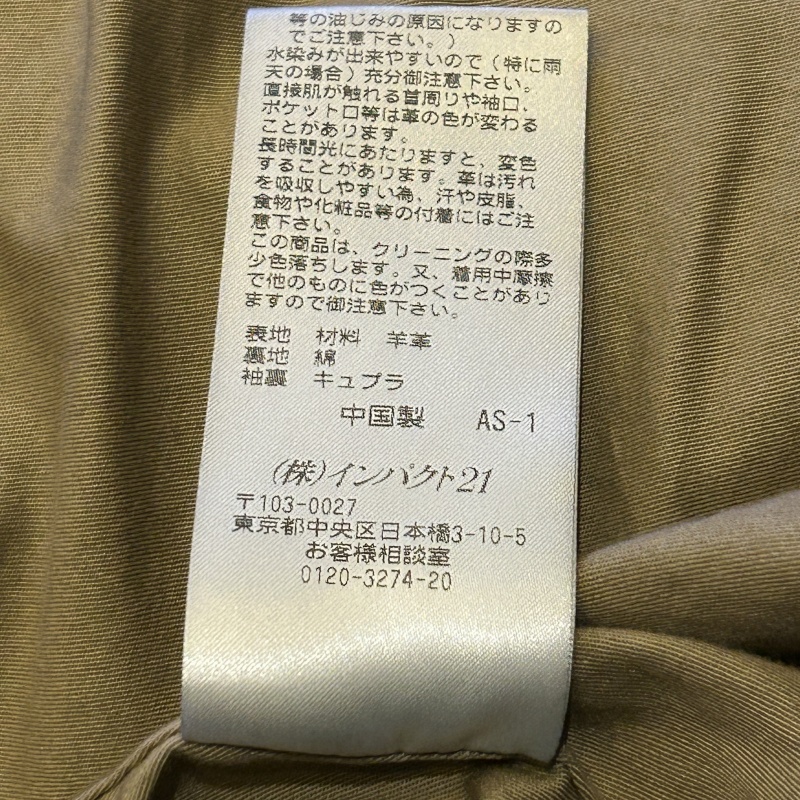 等の油じみの原因になりますの
でご注意下さい。)
水染みが出来やすいので(特に雨
天の場合)充分御注意下さい。
直接肌が触れる首周りや袖口、
ポケット口等は革の色が変わる
ことがあります。
長時間光にあたりますと、変色
することがあります。革は汚れ
を吸収しやすい為、汗や皮脂、
食物や化粧品等の付着にはご注
意下さい。
この商品は、クリーニングの際多
少色落ちします。又、着用中摩擦
で他のものに色がつくことがあり
ますので御注意下さい。
表地 材料 羊革
裏地 綿
袖裏 キュプラ
中国製 AS-1
(株)インパクト21
〒103-0027
東京都中央区日本橋3-10-5
お客様相談室
0120-3274-20